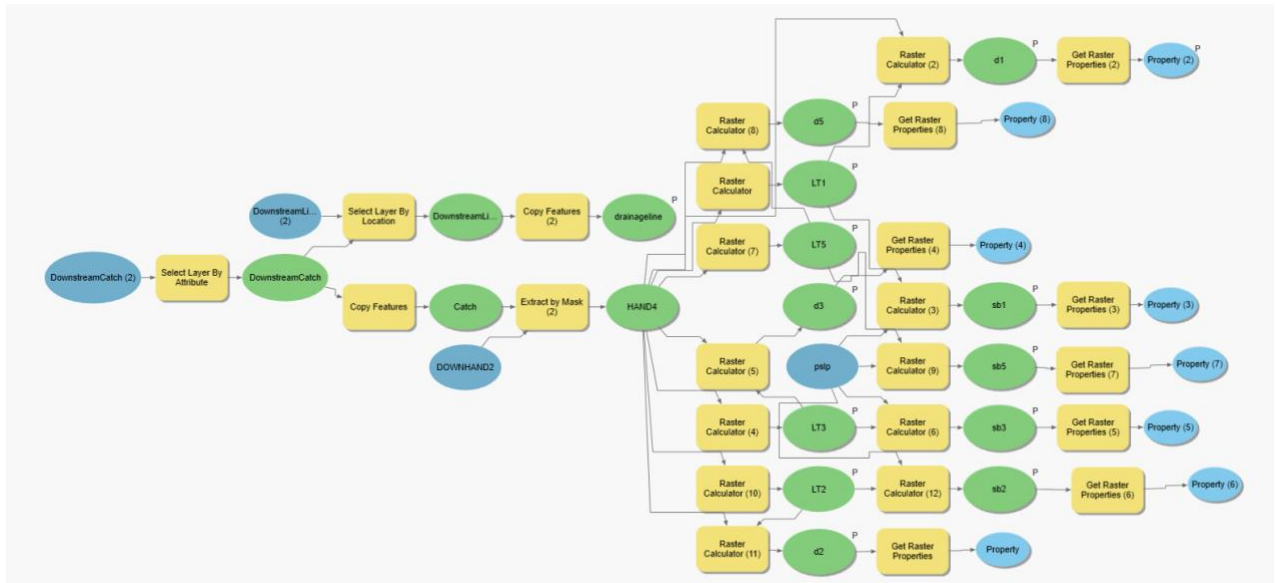 P
Raster
Calculator (2)
d1
Get Raster
Properties (2)
P
Property (2)
P
Raster
Calculator (8)
d5
P
Get Raster
Properties (8)
Property (8)
Raster
Calculator
LT1
P
DownstreamLi...
(2)
Select Layer By
Location
DownstreamLi...
Copy Features
(2)
drainageline
P
Raster
Calculator (7)
LT5
P
Get Raster
Properties (4)
Property (4)
DownstreamCatch (2)
Select Layer By
Attribute
DownstreamCatch
Copy Features
Catch
Extract by Mask
(2)
HAND4
d3
P
Raster
Calculator (3)
sb1
P
Get Raster
Properties (3)
Property (3)
DOWNHAND2
Raster
Calculator (5)
pslp
Raster
Calculator (9)
sb5
P
Get Raster
Properties (7)
Property (7)
Raster
Calculator (4)
LT3
P
Raster
Calculator (6)
sb3
P
Get Raster
Properties (5)
Property (5)
Raster
Calculator (10)
LT2
P
Raster
Calculator (12)
sb2
P
Get Raster
Properties (6)
Property (6)
Raster
Calculator (11)
d2
P
Get Raster
Properties
Property